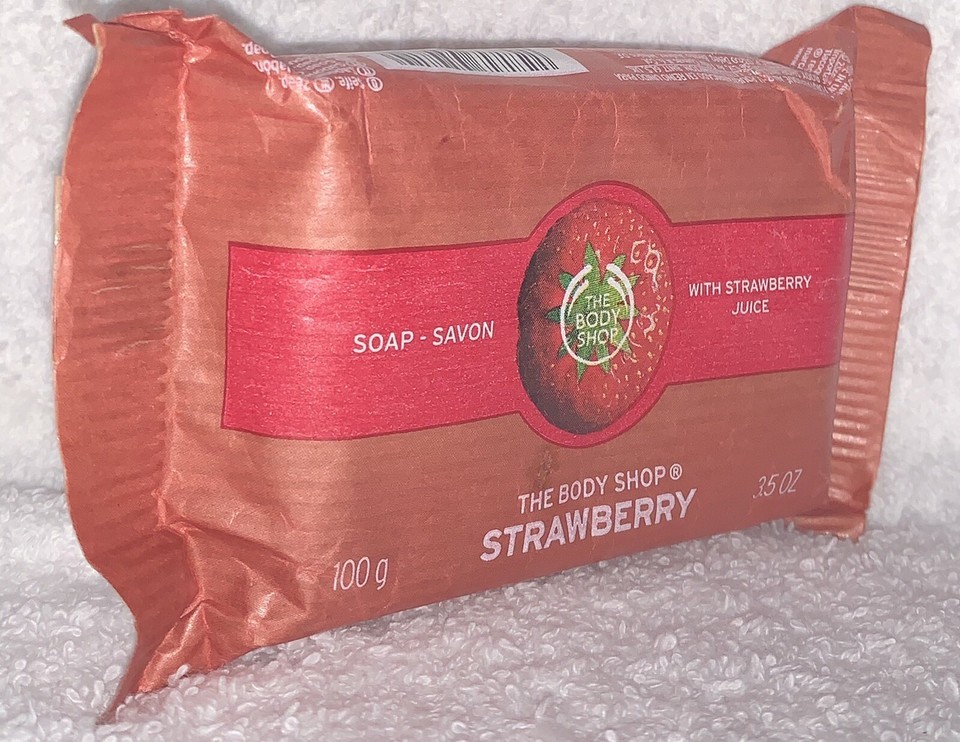 SOAP - SAVON
THE
BODY
SHOP
WITH STRAWBERRY
JUICE
THE BODY SHOP®
STRAWBERRY
100 g
3.5 OZ